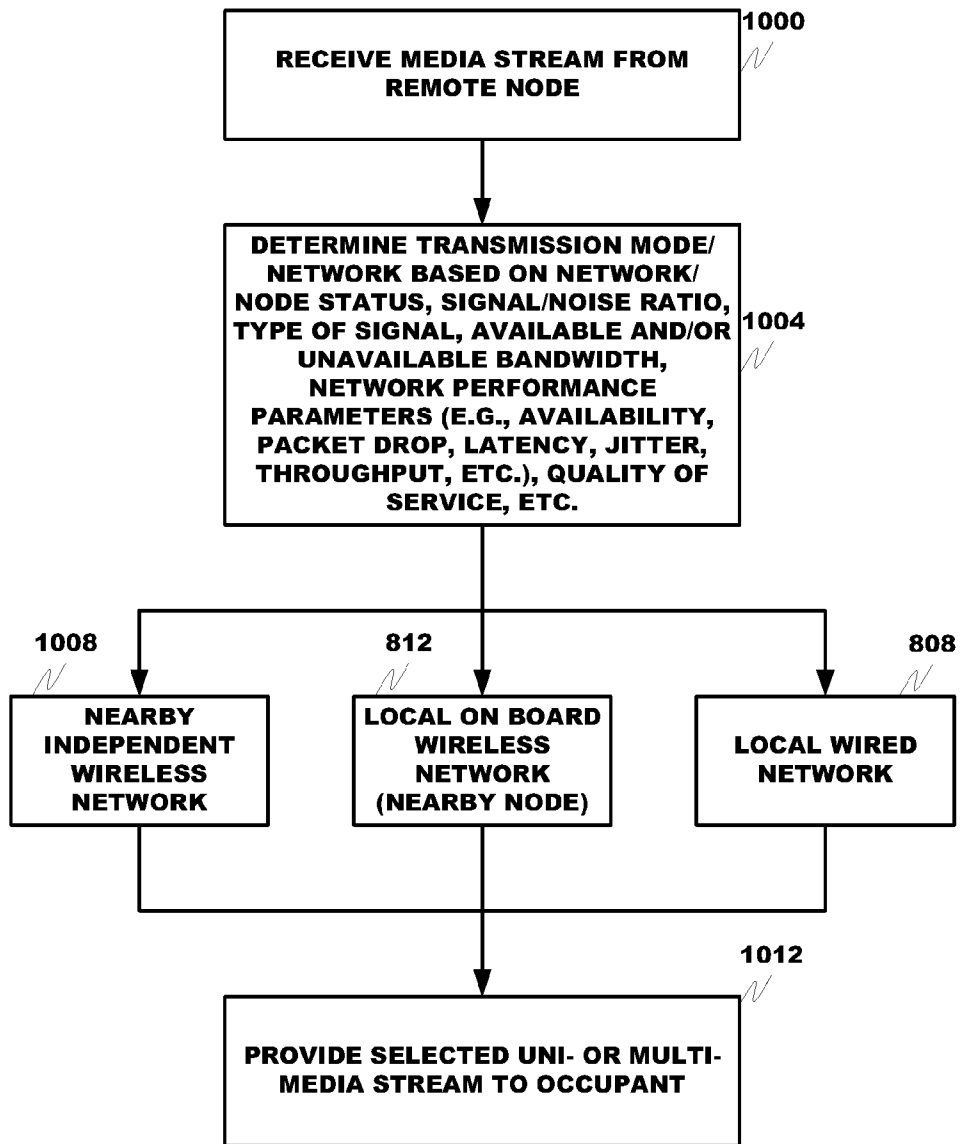 1000
RECEIVE MEDIA STREAM FROM
REMOTE NODE
DETERMINE TRANSMISSION MODE/
NETWORK BASED ON NETWORK/
NODE STATUS, SIGNAL/NOISE RATIO,
TYPE OF SIGNAL, AVAILABLE AND/OR
UNAVAILABLE BANDWIDTH,
NETWORK PERFORMANCE
PARAMETERS (E.G., AVAILABILITY,
PACKET DROP, LATENCY, JITTER,
THROUGHPUT, ETC.), QUALITY OF
SERVICE, ETC.
1004
1008
NEARBY
INDEPENDENT
WIRELESS
NETWORK
812
LOCAL ON BOARD
WIRELESS
NETWORK
(NEARBY NODE)
808
LOCAL WIRED
NETWORK
1012
PROVIDE SELECTED UNI- OR MULTI-
MEDIA STREAM TO OCCUPANT